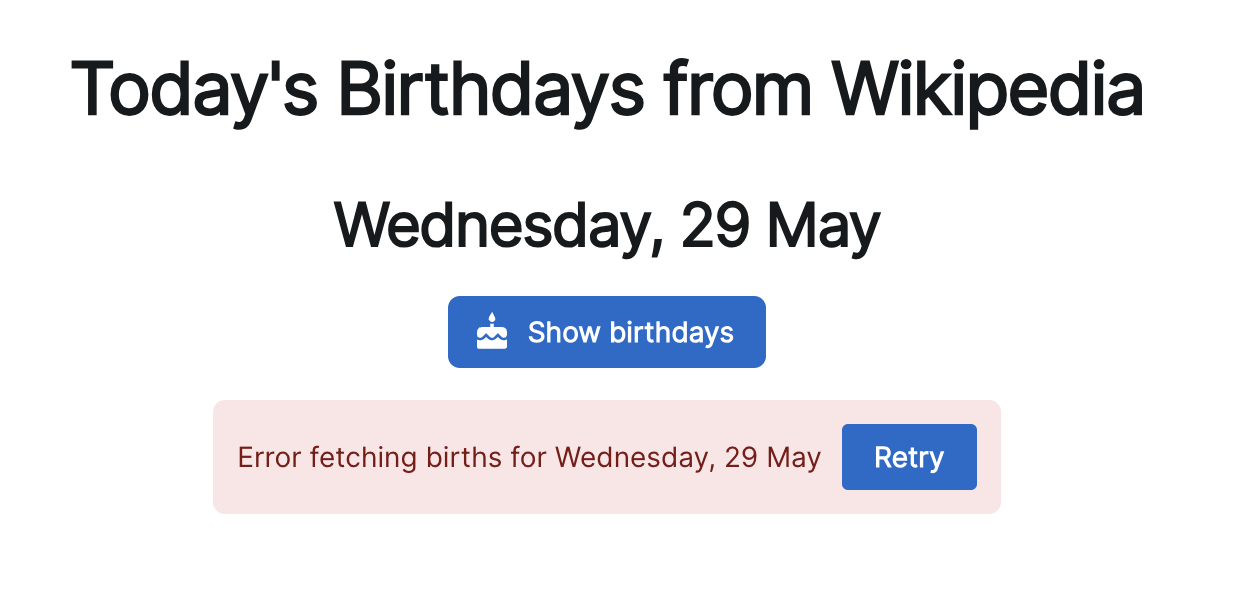 Today's Birthdays from Wikipedia
Wednesday, 29 May
Show birthdays
Error fetching births for Wednesday, 29 May
Retry